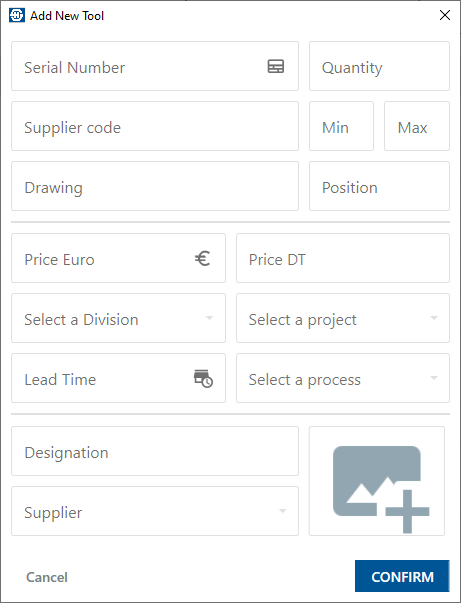 Add New Tool
Serial Number
Quantity
Supplier code
Min
Max
Drawing
Position
Price Euro
€
Price DT
Select a Division
Select a project
Lead Time
Select a process
Designation
Supplier
Cancel
CONFIRM